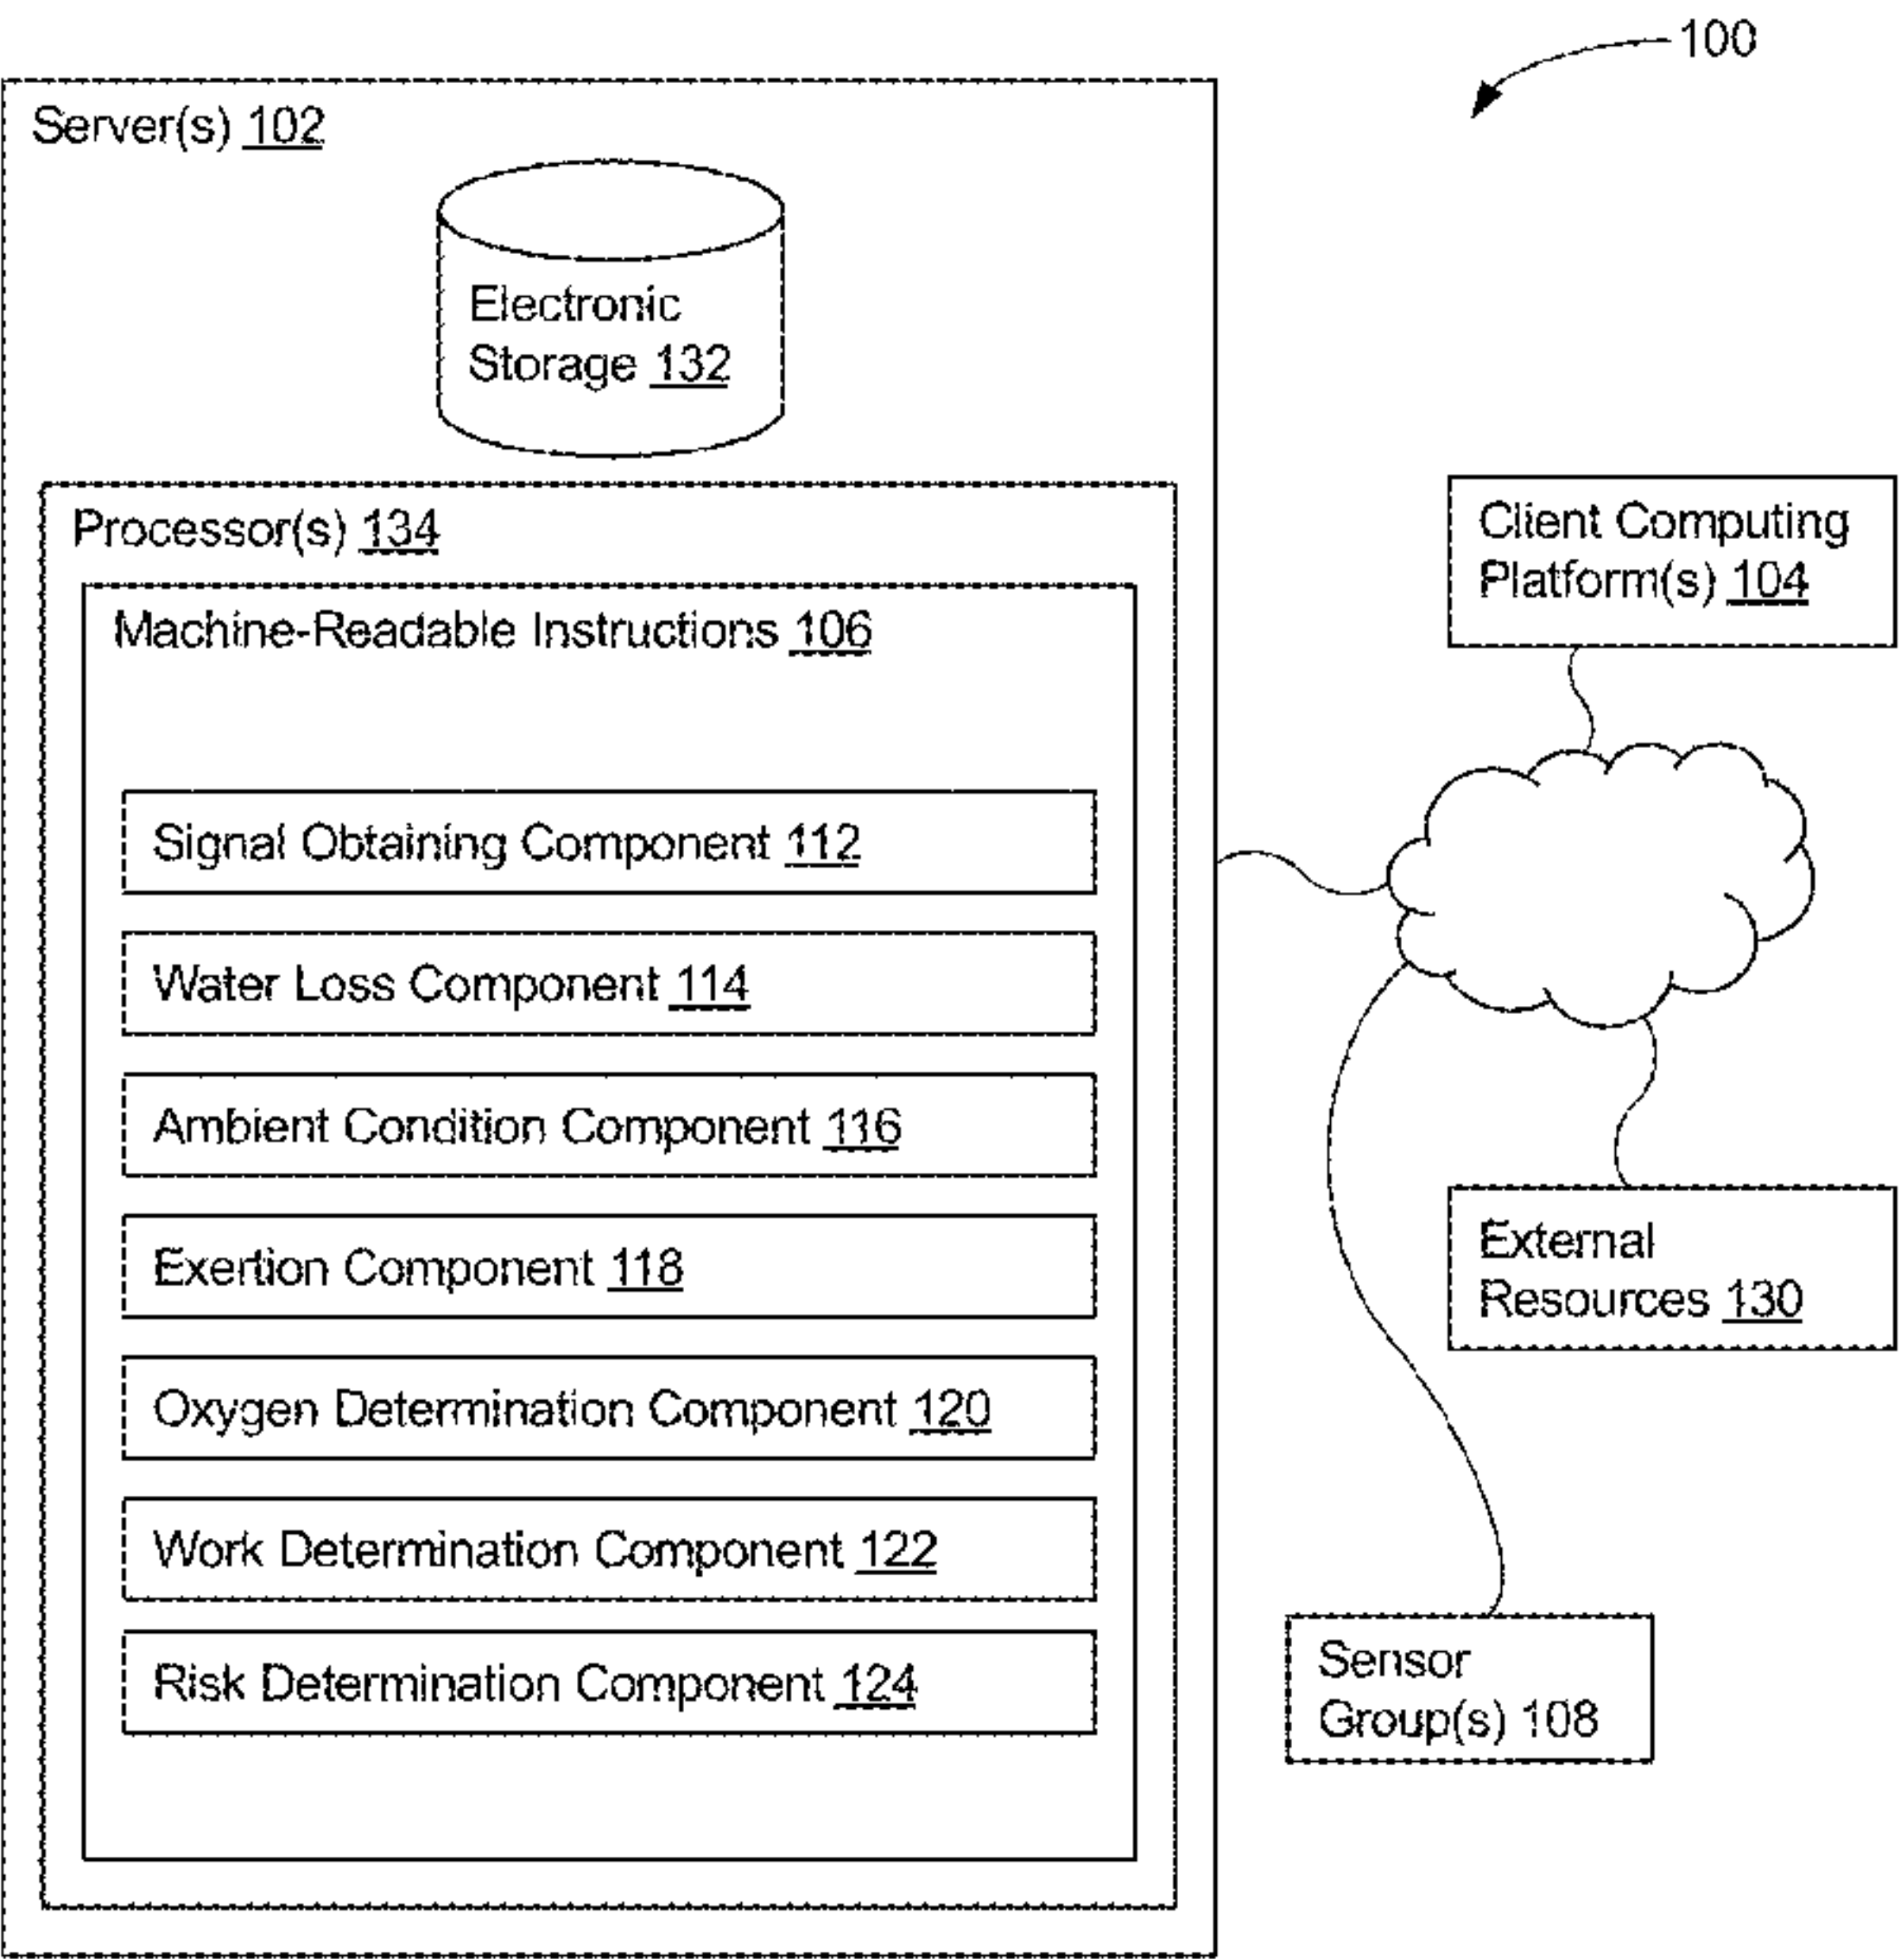 100
Server(s) 102
Electronic
Storage 132
Processor(s) 134
Machine-Readable Instructions 106
Signal Obtaining Component 112
Water Loss Component 114
Ambient Condition Component 116
Exertion Component 118
Oxygen Determination Component 120
Work Determination Component 122
Risk Determination Component 124
Client Computing
Platform(s) 104
External
Resources 130
Sensor
Group(s) 108